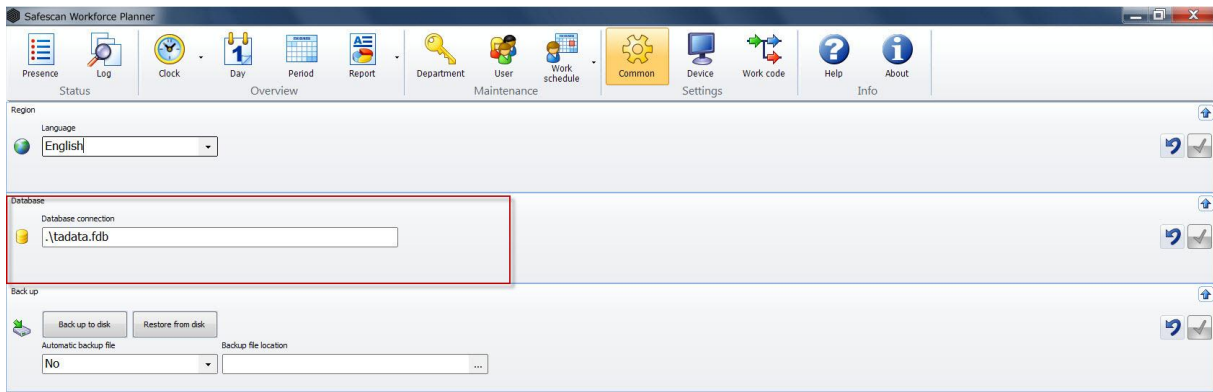 Safescan Workforce Planner
Presence Log Clock Day Period Report Department User Work schedule Common Device Work code Help About
Status Overview Maintenance Settings Info
Region
Language
English
Database
Database connection
.\tadata.fdb
Back up
Back up to disk Restore from disk
Automatic backup file Backup file location
No ...